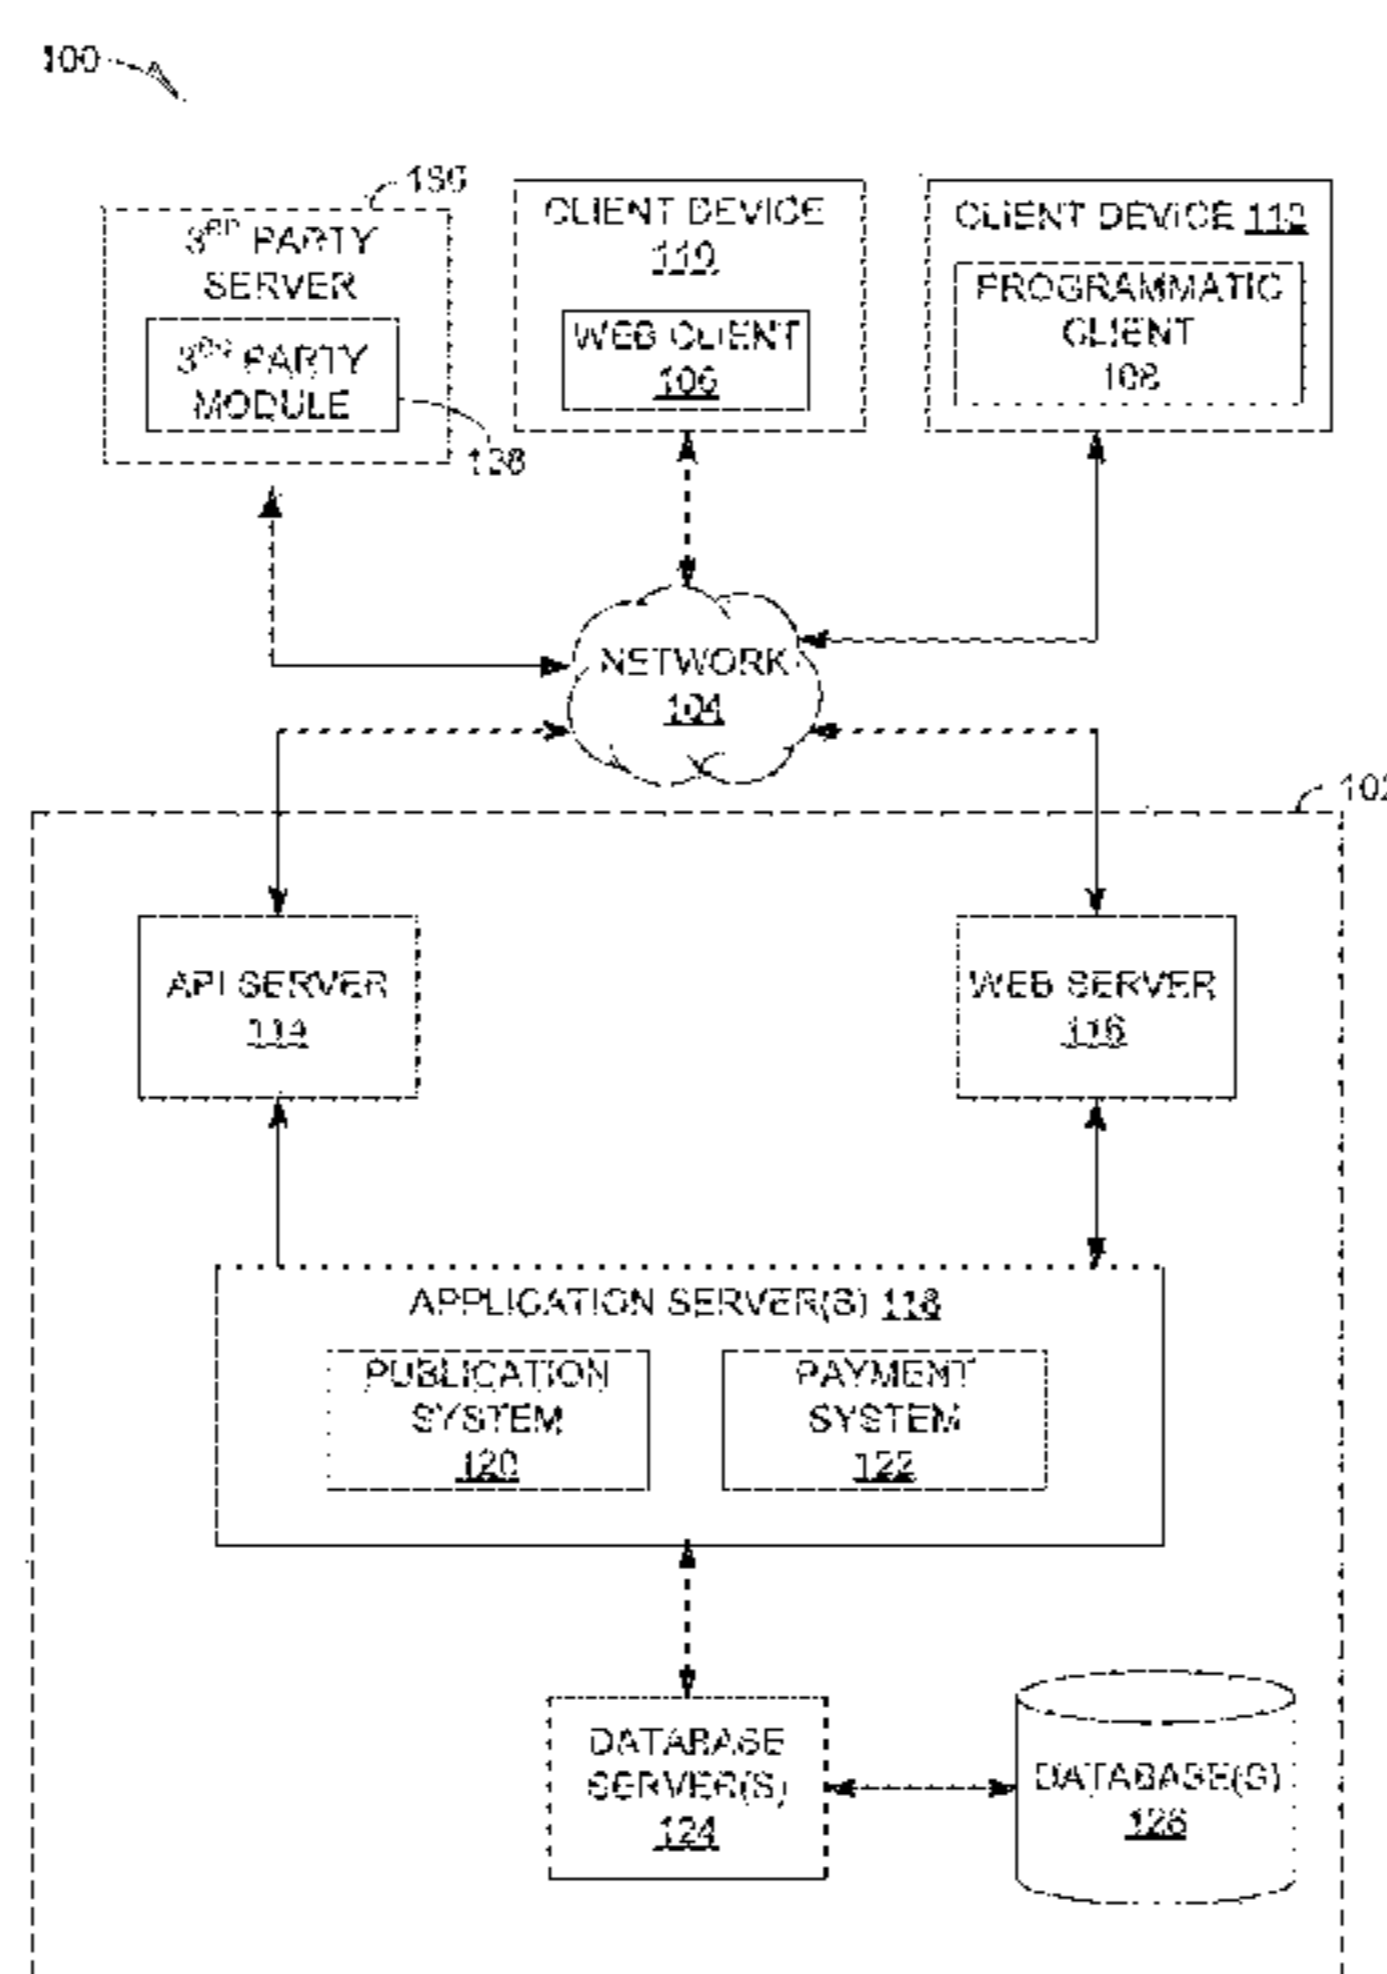 100
3RD PARTY
SERVER
3RD PARTY
MODULE
CLIENT DEVICE
110
WEB CLIENT
106
CLIENT DEVICE 112
PROGRAMMATIC
CLIENT
108
NETWORK
104
102
API SERVER
114
WEB SERVER
116
APPLICATION SERVER(S) 118
PUBLICATION
SYSTEM
120
PAYMENT
SYSTEM
122
DATABASE
SERVER(S)
124
DATABASE(S)
126